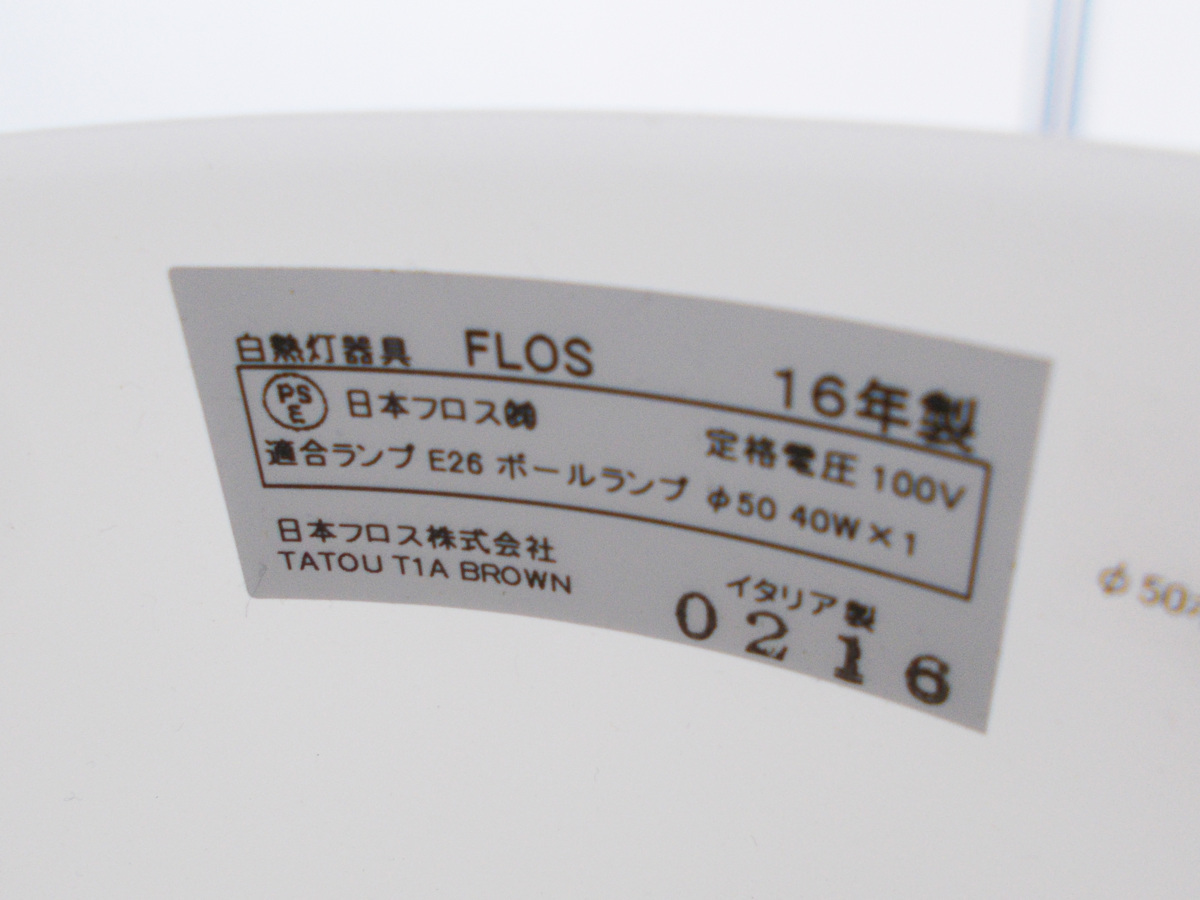 白熱灯器具 FLOS 16年製
PSE 日本フロス㈱ 定格電圧 100V
適合ランプ E26 ボールランプ φ50 40W×1
日本フロス株式会社
TATOU T1A BROWN
イタリア製
0216
φ50